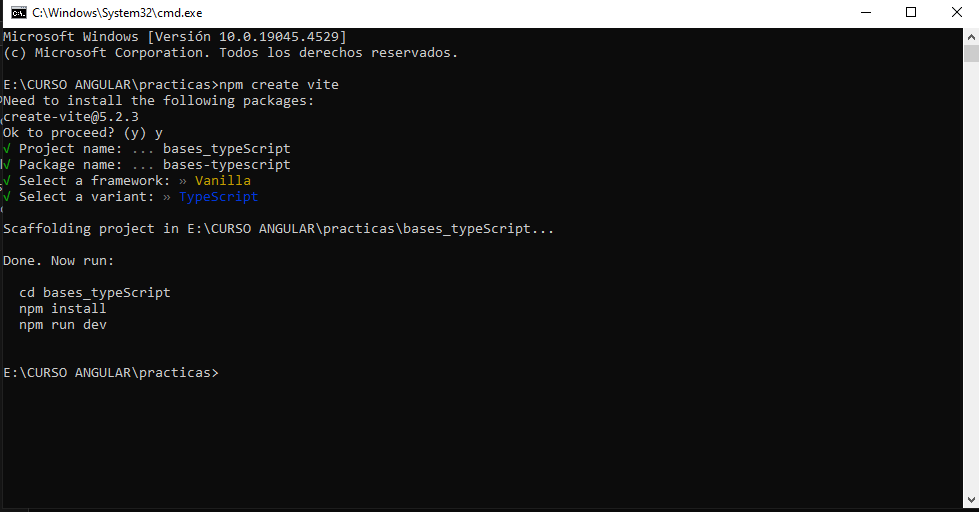 C:\Windows\System32\cmd.exe
Microsoft Windows [Versión 10.0.19045.4529]
(c) Microsoft Corporation. Todos los derechos reservados.
E:\CURSO ANGULAR\practicas>npm create vite
Need to install the following packages:
create-vite@5.2.3
Ok to proceed? (y) y
√ Project name: ... bases_typeScript
√ Package name: ... bases-typescript
√ Select a framework: » Vanilla
√ Select a variant: » TypeScript
Scaffolding project in E:\CURSO ANGULAR\practicas\bases_typeScript...
Done. Now run:
cd bases_typeScript
npm install
npm run dev
E:\CURSO ANGULAR\practicas>